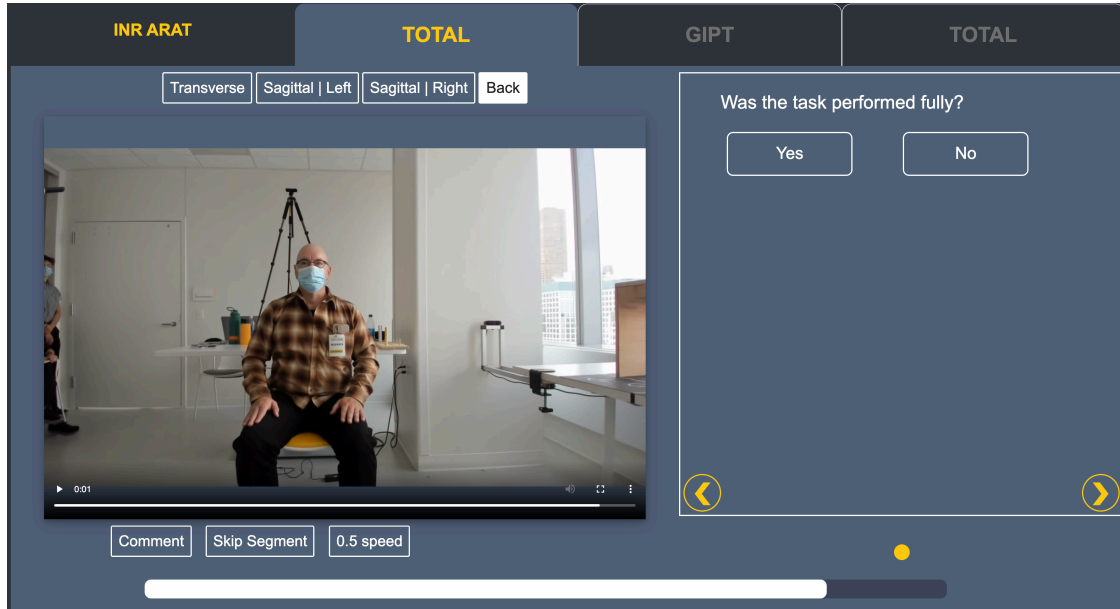 INR ARAT
TOTAL
GIPT
TOTAL
Transverse
Sagittal | Left
Sagittal | Right
Back
Was the task performed fully?
Yes
No
0:01
Comment
Skip Segment
0.5 speed